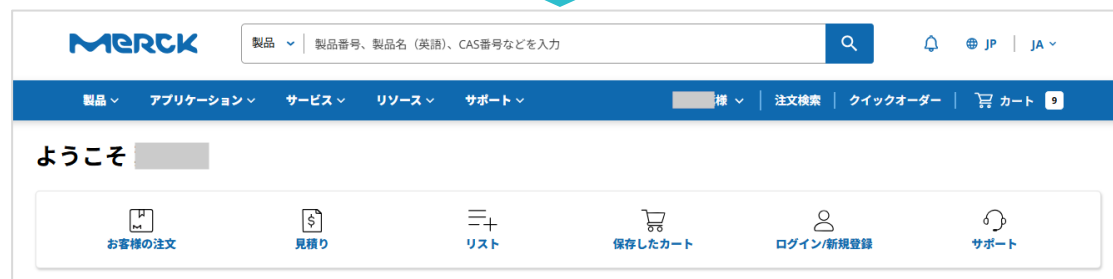 MERCK
製品 製品番号、製品名（英語）、CAS番号などを入力
JP JA
製品 アプリケーション サービス リソース サポート 様 注文検索 クイックオーダー カート 9
ようこそ
お客様の注文 見積り リスト 保存したカート ログイン/新規登録 サポート